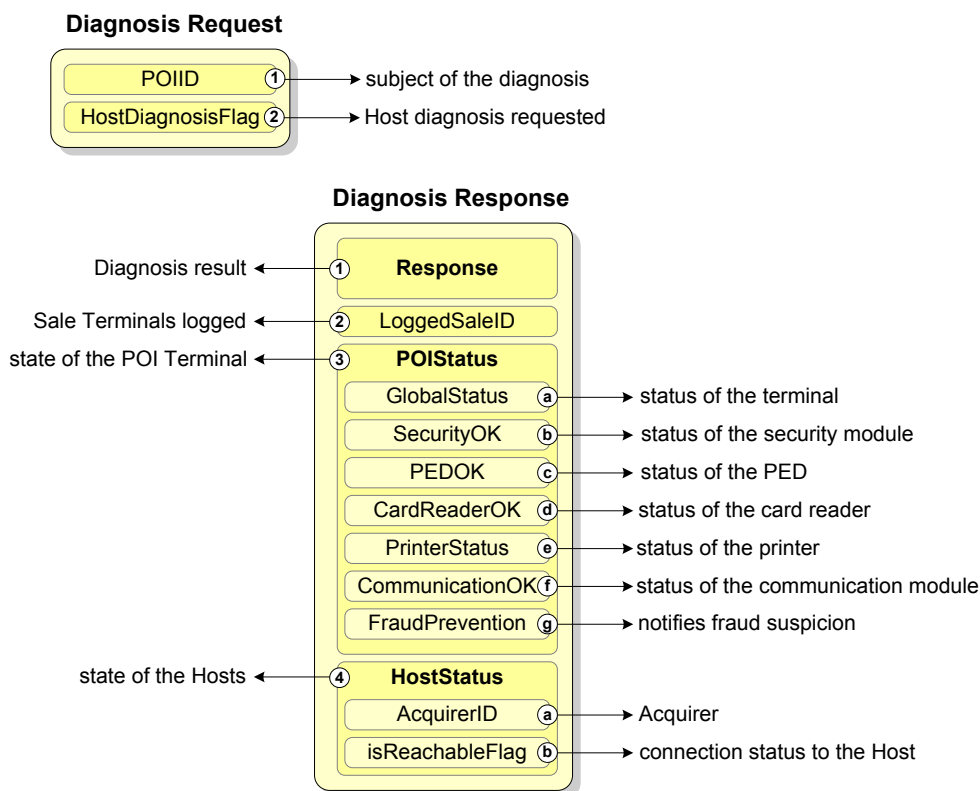 Diagnosis Request
POIID 1 subject of the diagnosis
HostDiagnosisFlag 2 Host diagnosis requested
Diagnosis Response
Diagnosis result 1 Response
Sale Terminals logged 2 LoggedSaleID
state of the POI Terminal 3 POIStatus
GlobalStatus a status of the terminal
SecurityOK b status of the security module
PEDOK c status of the PED
CardReaderOK d status of the card reader
PrinterStatus e status of the printer
CommunicationOK f status of the communication module
FraudPrevention g notifies fraud suspicion
state of the Hosts 4 HostStatus
AcquirerID a Acquirer
isReachableFlag b connection status to the Host